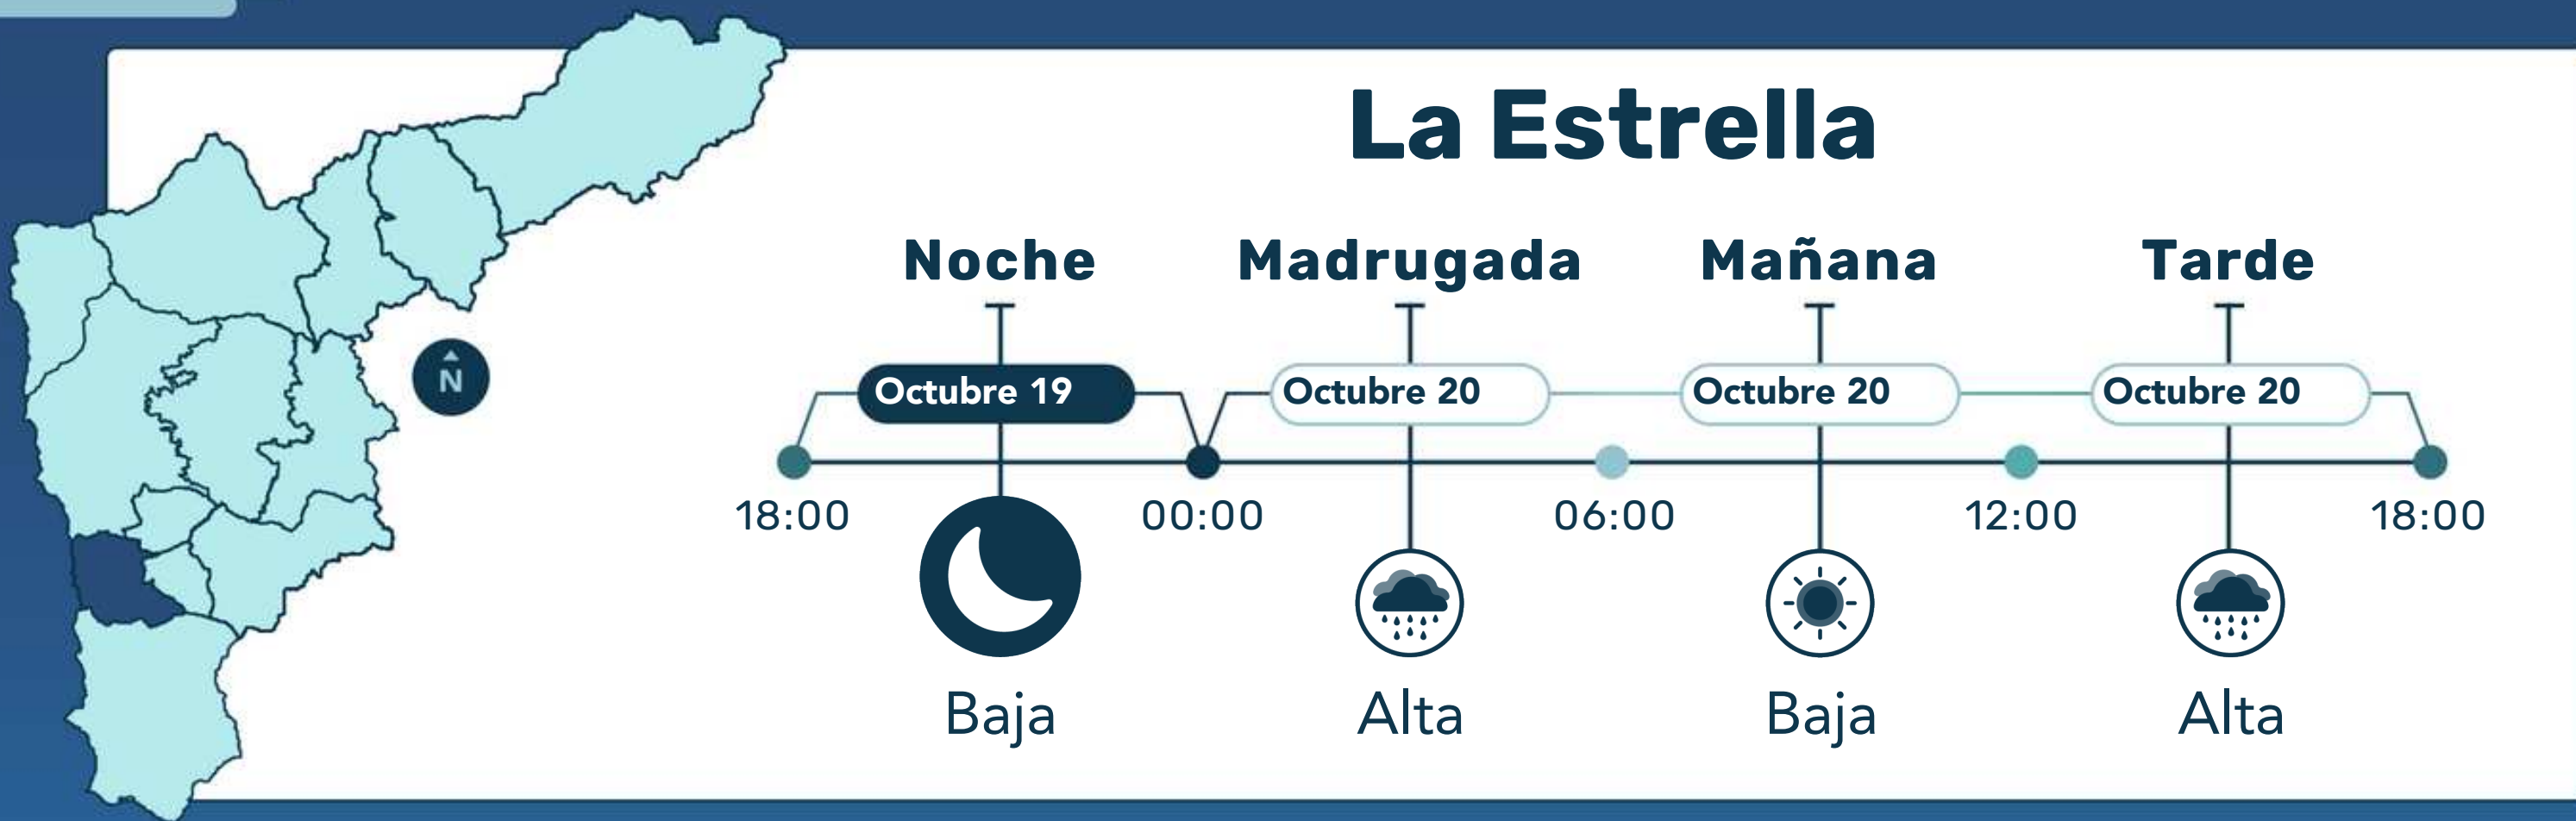 La Estrella
Noche Madrugada Mañana Tarde
N
Octubre 19 Octubre 20 Octubre 20 Octubre 20
18:00 00:00 06:00 12:00 18:00
Baja Alta Baja Alta